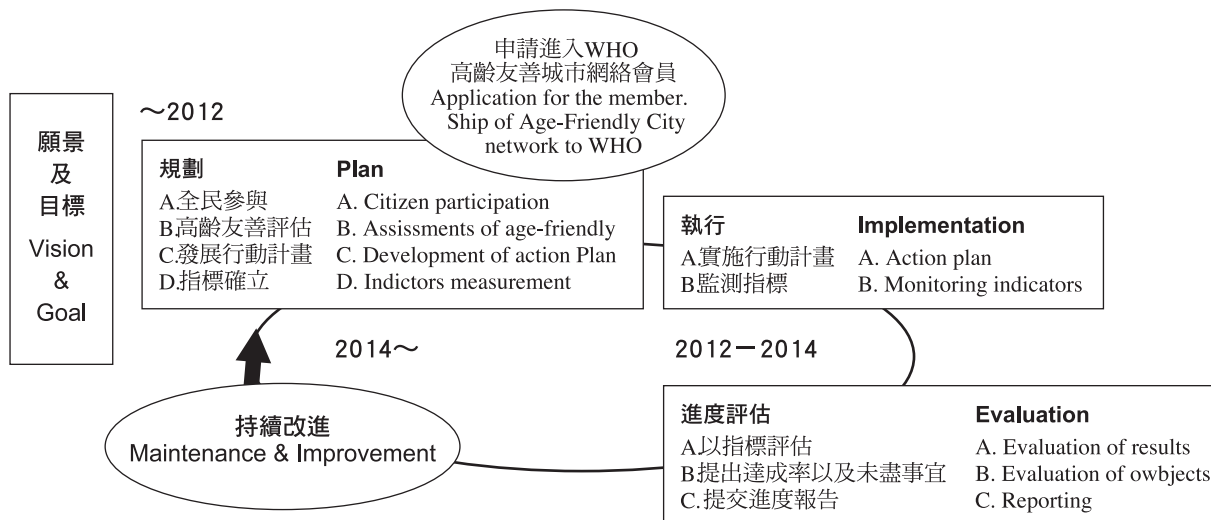 申請進入WHO
高齡友善城市網絡會員
Application for the member.
Ship of Age-Friendly City
network to WHO
願景
及
目標
Vision
&
Goal
～2012
規劃 Plan
A.全民參與 A. Citizen participation
B.高齡友善評估 B. Assissments of age-friendly
C.發展行動計畫 C. Development of action Plan
D.指標確立 D. Indictors measurement
執行 Implementation
A.實施行動計畫 A. Action plan
B.監測指標 B. Monitoring indicators
2014～
2012－2014
持續改進
Maintenance & Improvement
進度評估 Evaluation
A.以指標評估 A. Evaluation of results
B.提出達成率以及未盡事宜 B. Evaluation of owbjects
C.提交進度報告 C. Reporting